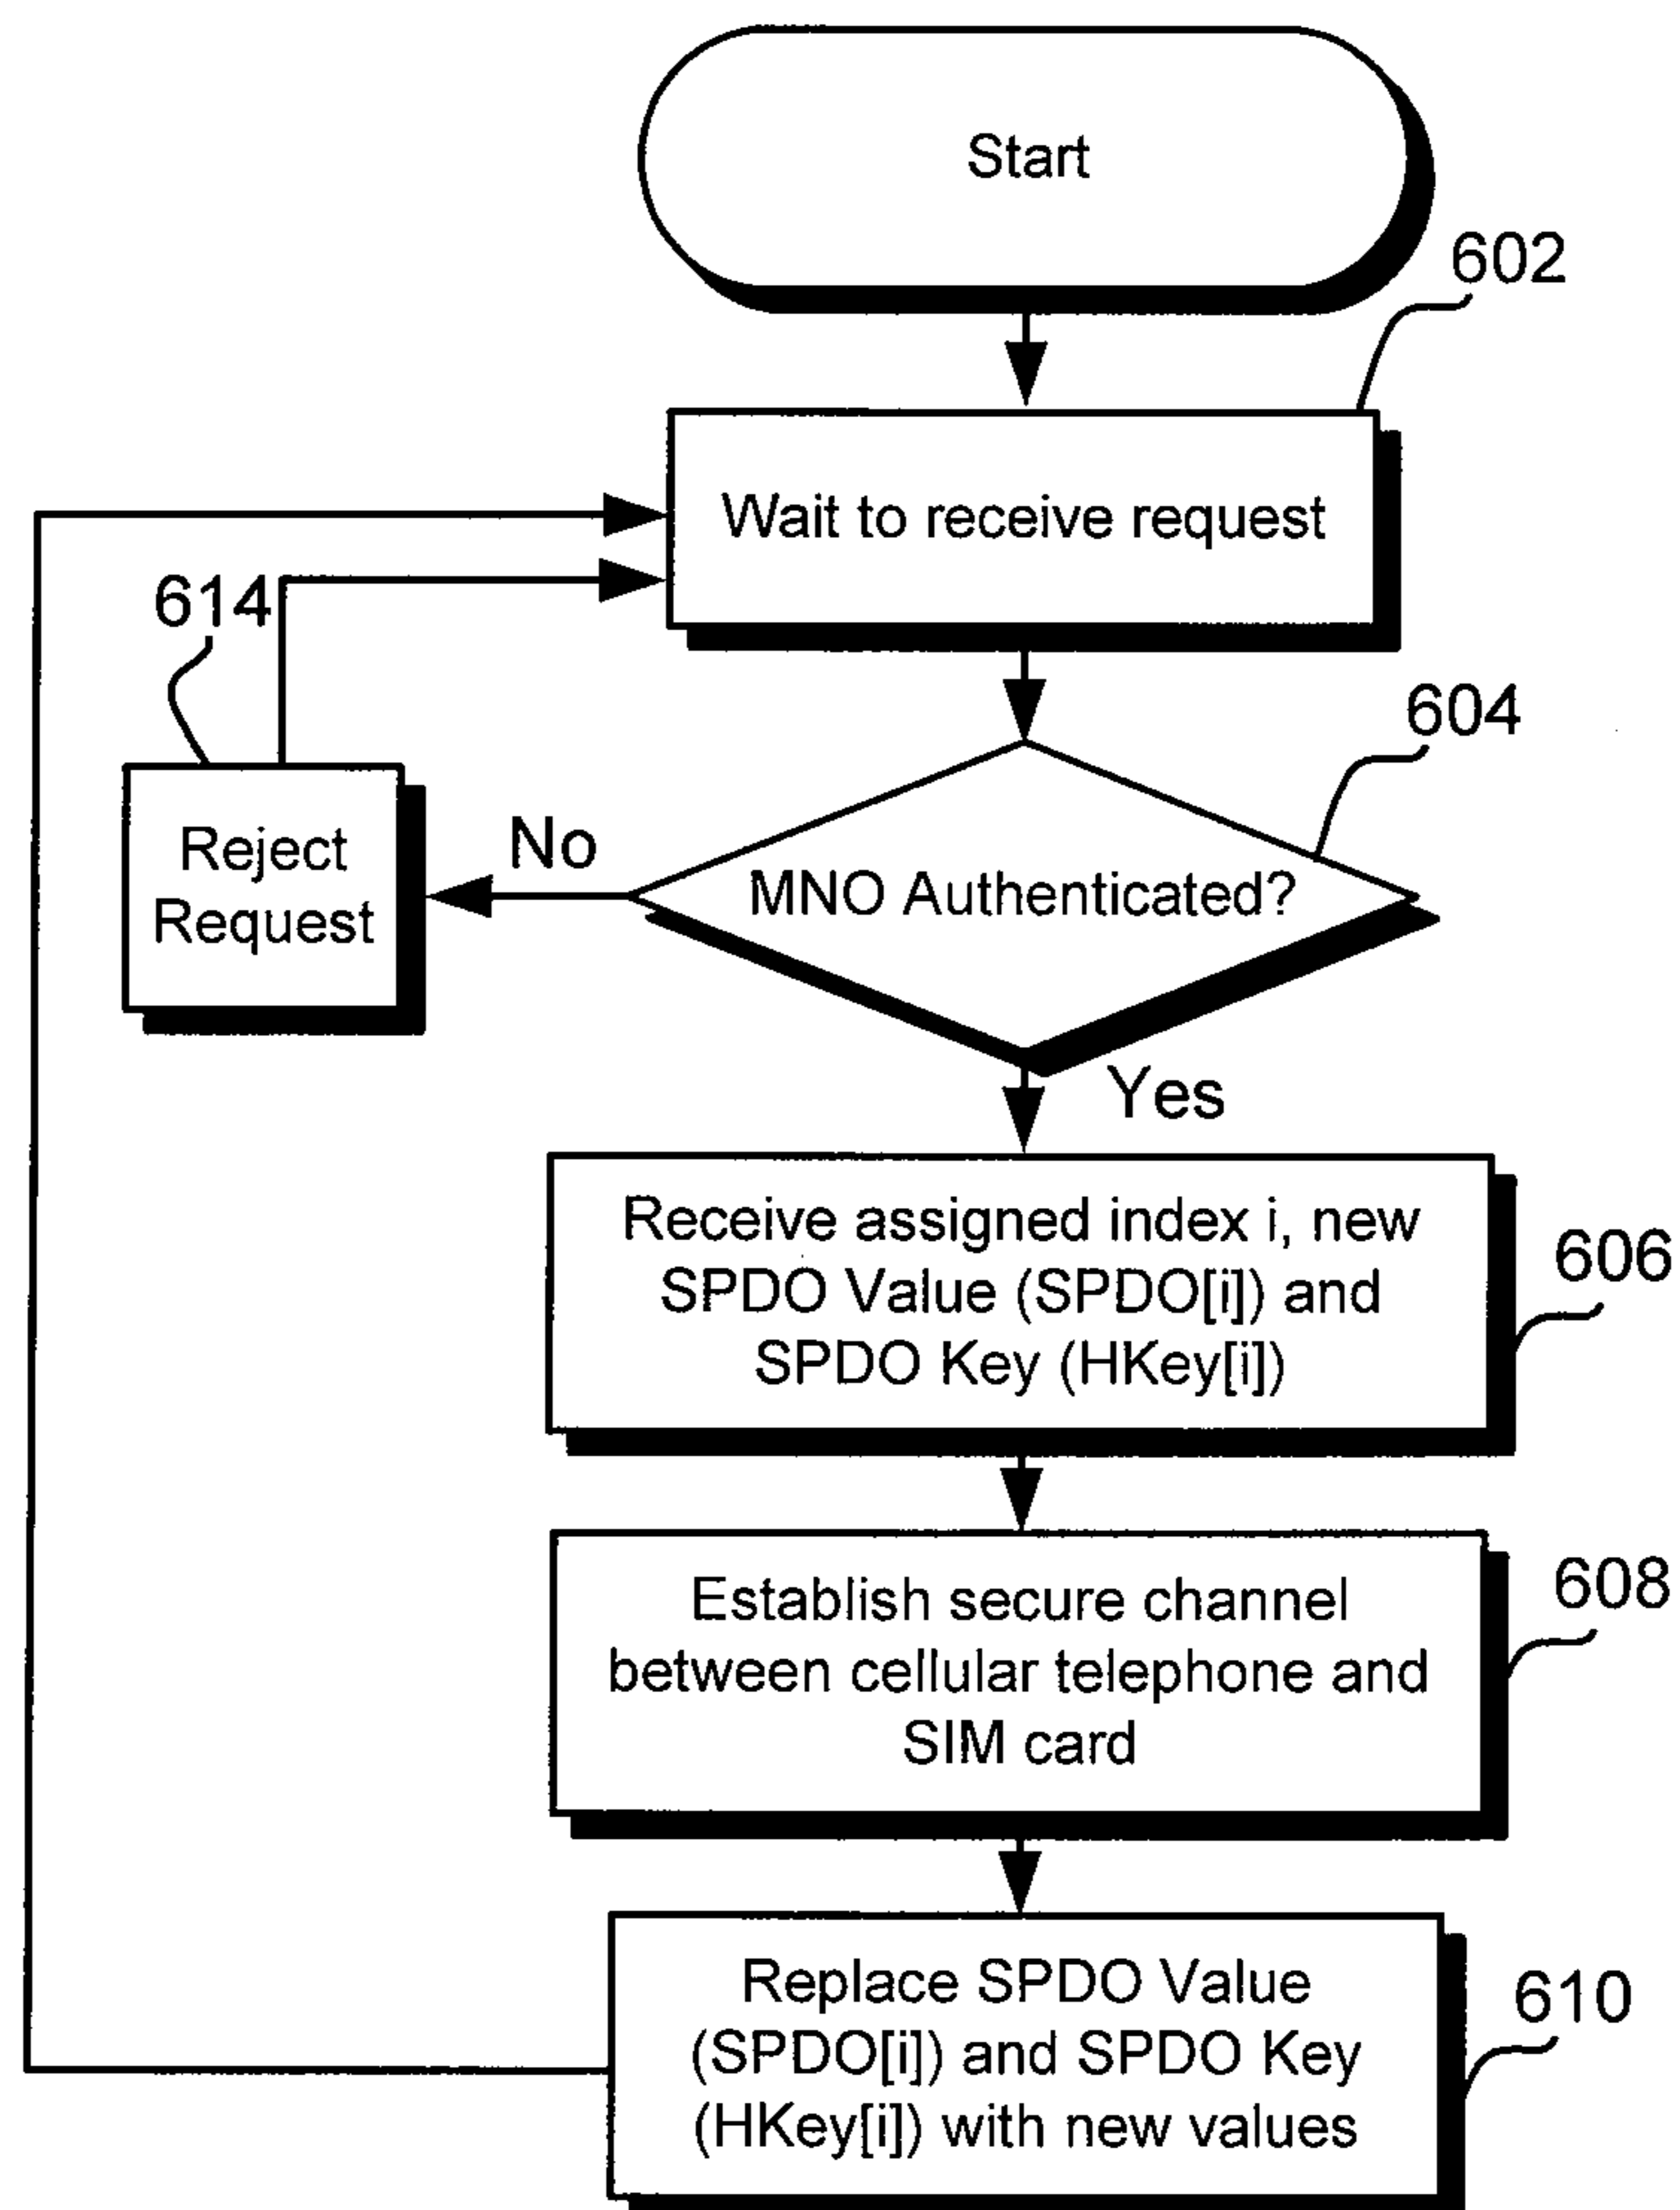 Start
602
Wait to receive request
614
604
Reject
Request
No
MNO Authenticated?
Yes
Receive assigned index i, new
SPDO Value (SPDO[i]) and
SPDO Key (HKey[i])
606
Establish secure channel
between cellular telephone and
SIM card
608
Replace SPDO Value
(SPDO[i]) and SPDO Key
(HKey[i]) with new values
610